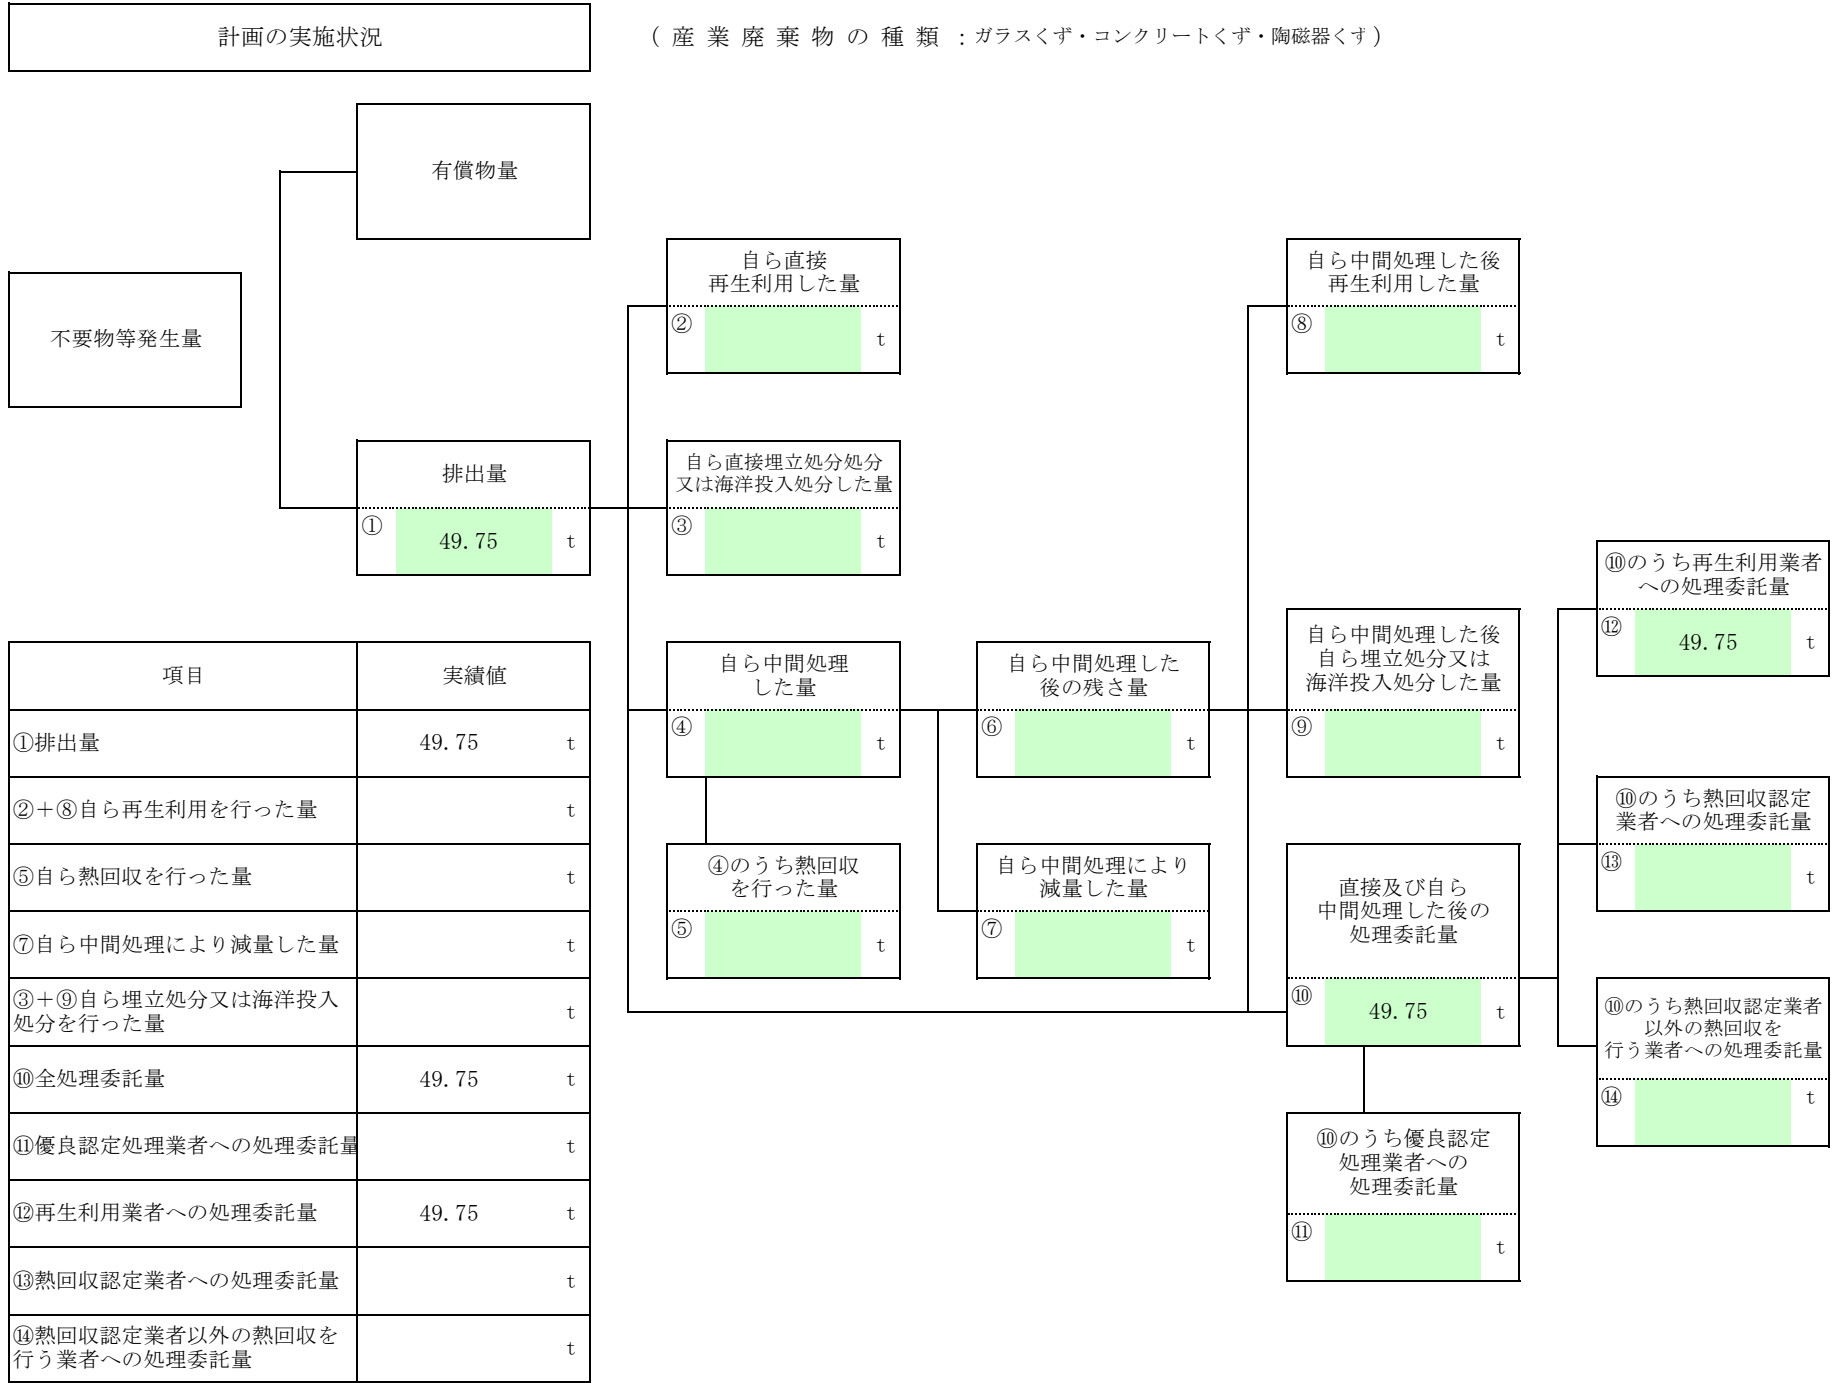 計画の実施状況
（産業廃棄物の種類：ガラスくず・コンクリートくず・陶磁器くず）
有償物量
不要物等発生量
排出量
①
49.75
t
自ら直接
再生利用した量
②
t
自ら直接埋立処分処分
又は海洋投入処分した量
③
t
自ら中間処理
した量
④
t
④のうち熱回収
を行った量
⑤
t
自ら中間処理した
後の残さ量
⑥
t
自ら中間処理により
減量した量
⑦
t
自ら中間処理した後
再生利用した量
⑧
t
自ら中間処理した後
自ら埋立処分又は
海洋投入処分した量
⑨
t
直接及び自ら
中間処理した後の
処理委託量
⑩
49.75
t
⑩のうち優良認定
処理業者への
処理委託量
⑪
t
⑩のうち再生利用業者
への処理委託量
⑫
49.75
t
⑩のうち熱回収認定
業者への処理委託量
⑬
t
⑩のうち熱回収認定業者
以外の熱回収を
行う業者への処理委託量
⑭
t
項目 実績値
①排出量 49.75 t
②＋⑧自ら再生利用を行った量 t
⑤自ら熱回収を行った量 t
⑦自ら中間処理により減量した量 t
③＋⑨自ら埋立処分又は海洋投入
処分を行った量 t
⑩全処理委託量 49.75 t
⑪優良認定処理業者への処理委託量 t
⑫再生利用業者への処理委託量 49.75 t
⑬熱回収認定業者への処理委託量 t
⑭熱回収認定業者以外の熱回収を
行う業者への処理委託量 t